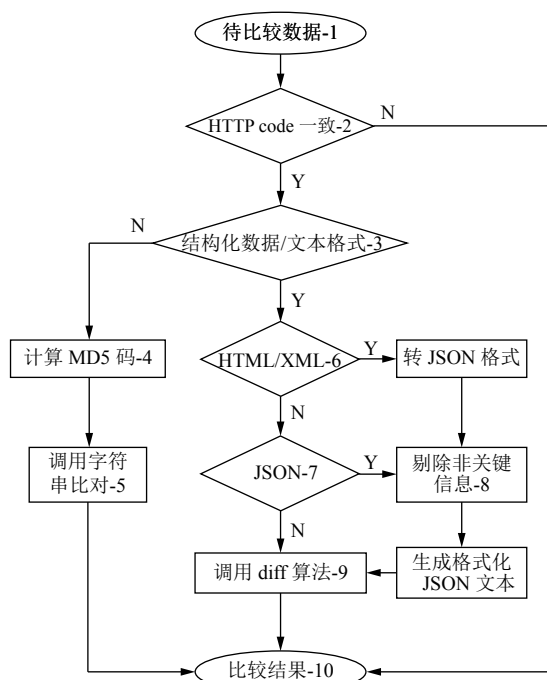 待比较数据-1
HTTP code 一致-2
N
Y
N
结构化数据/文本格式-3
Y
计算 MD5 码-4
HTML/XML-6
Y
转 JSON 格式
N
调用字符
串比对-5
JSON-7
Y
剔除非关键
信息-8
N
调用 diff 算法-9
生成格式化
JSON 文本
比较结果-10